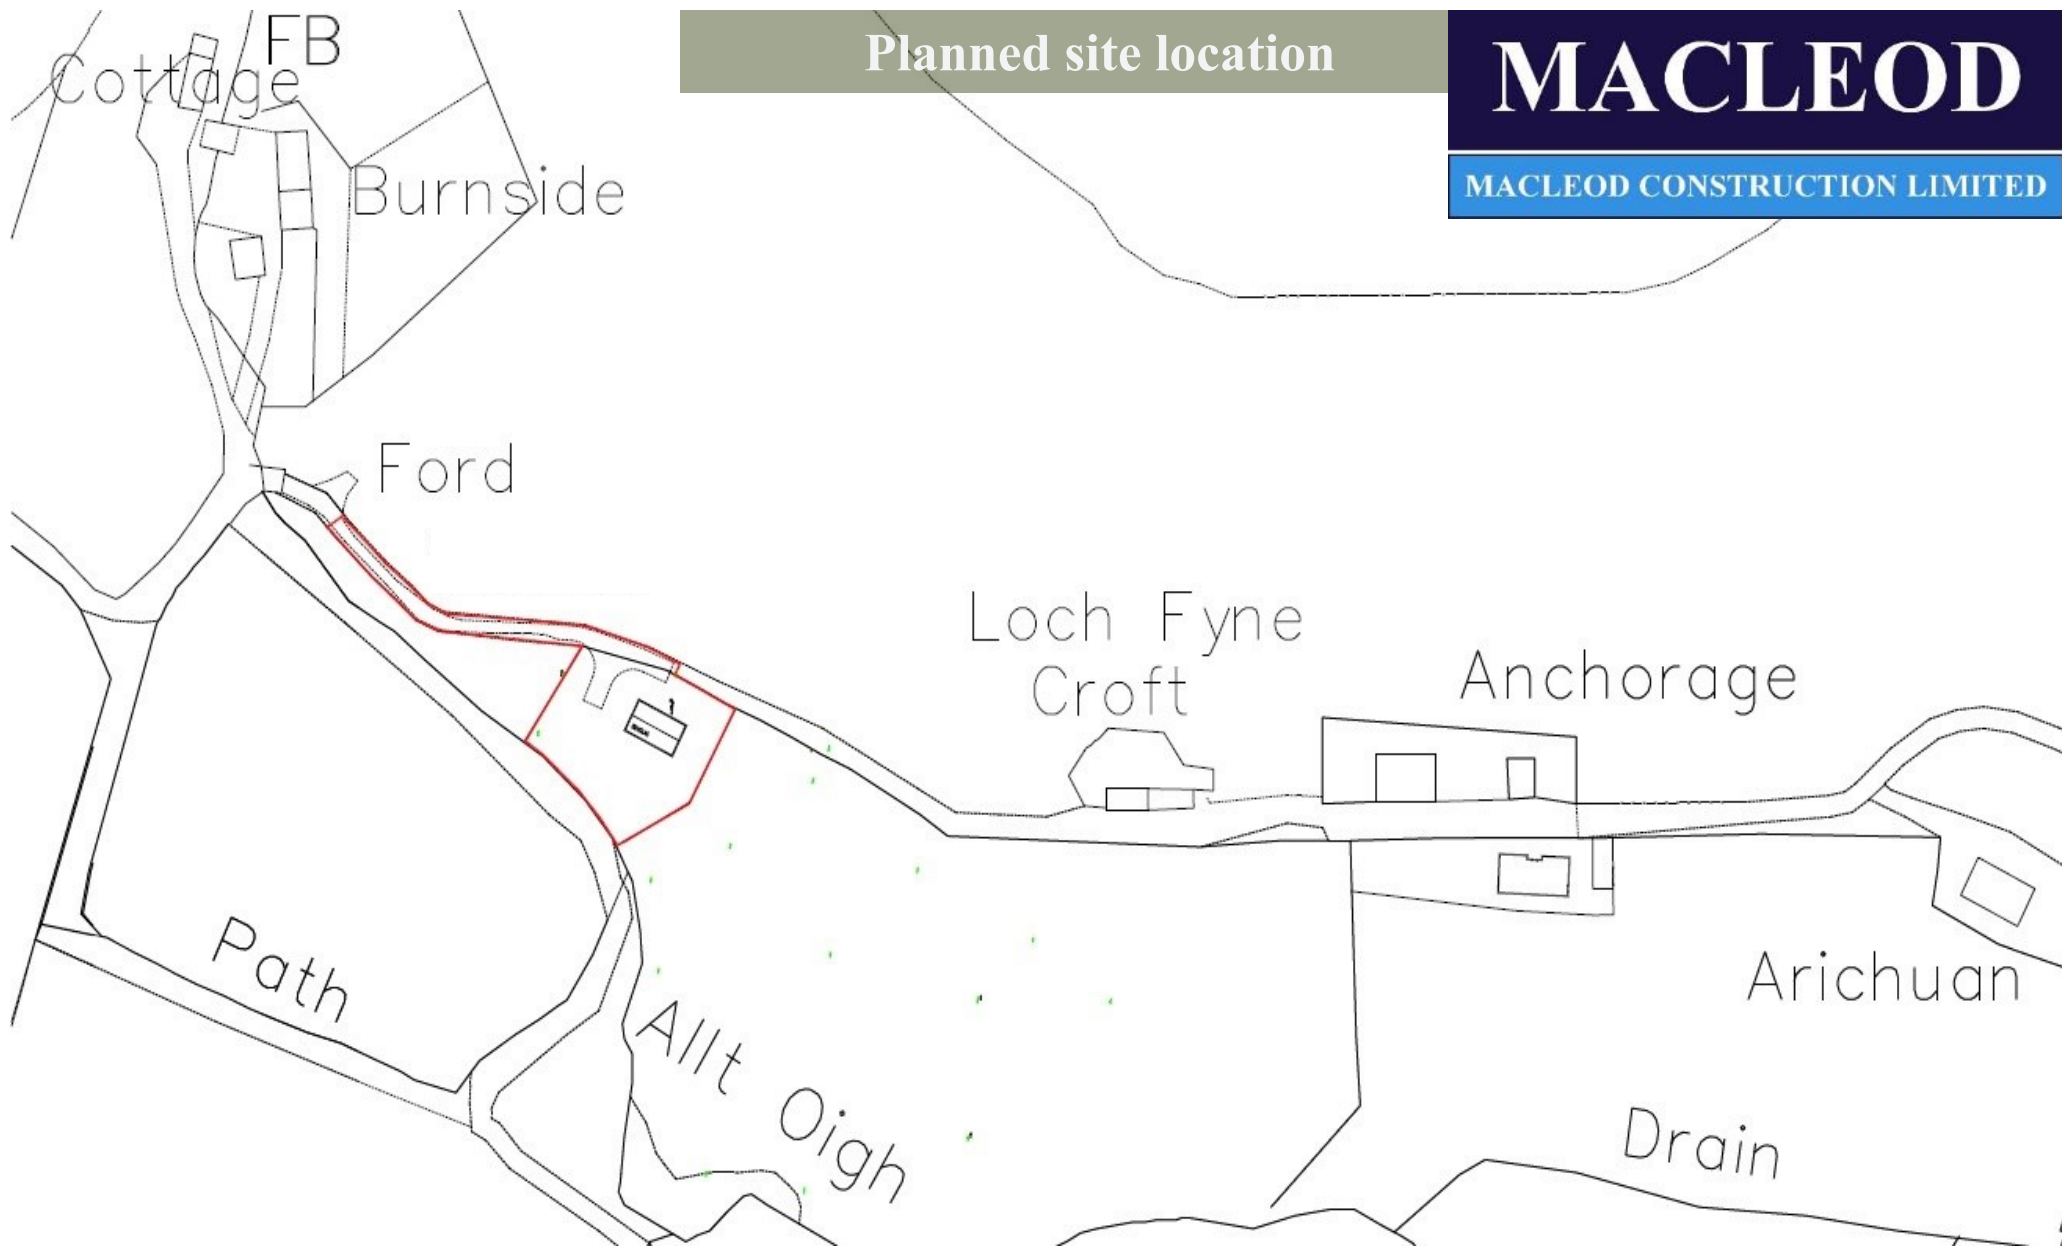 Planned site location
MACLEOD
MACLEOD CONSTRUCTION LIMITED
FB
Cottage
Burnside
Ford
Loch Fyne
Croft
Anchorage
Arichuan
Path
Allt Oigh
Drain